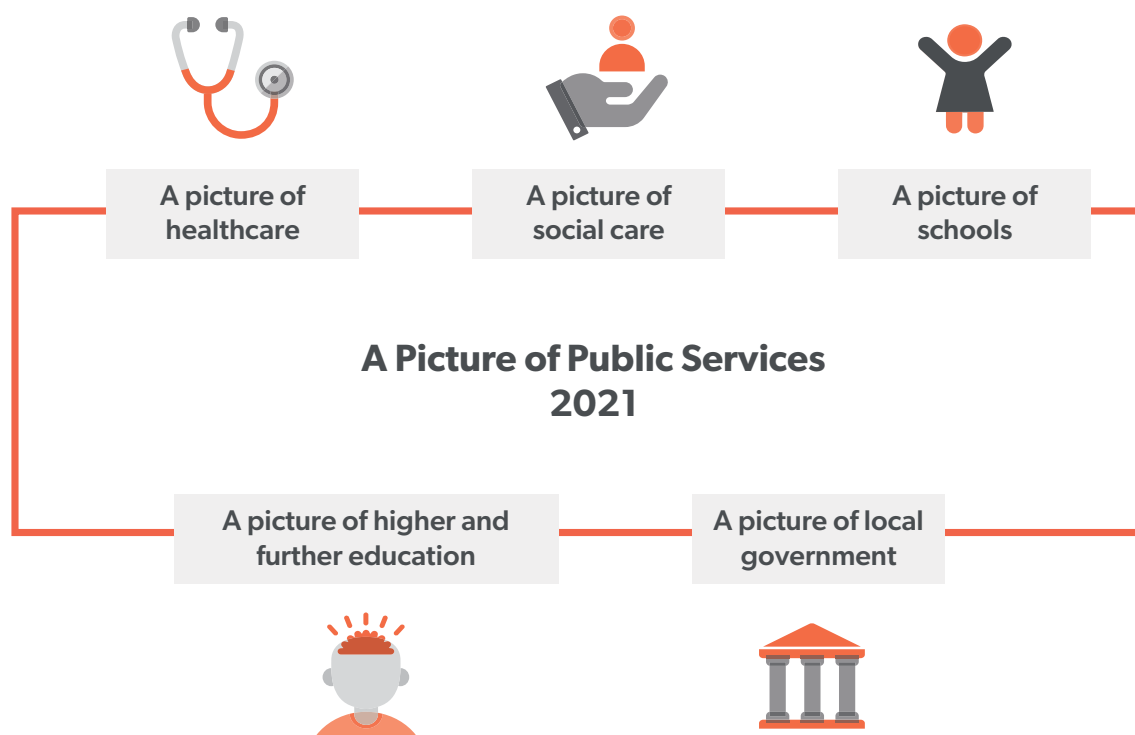 A picture of
healthcare
A picture of
social care
A picture of
schools
A Picture of Public Services
2021
A picture of higher and
further education
A picture of local
government